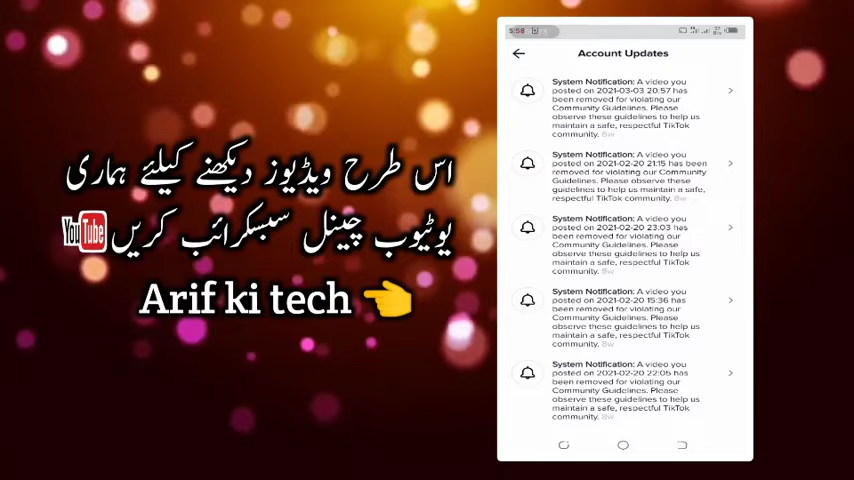 اس طرح ویڈیوز دیکھنے کیلئے ہماری
یوٹیوب چینل سبسکرائب کریں YouTube
Arif ki tech
5:58
Account Updates
System Notification: A video you
posted on 2021-03-03 20:57 has
been removed for violating our
Community Guidelines. Please
observe these guidelines to help us
maintain a safe, respectful TikTok
community. 6w
System Notification: A video you
posted on 2021-02-20 21:15 has been
removed for violating our Community
Guidelines. Please observe these
guidelines to help us maintain a safe,
respectful TikTok community. 8w
System Notification: A video you
posted on 2021-02-20 23:03 has
been removed for violating our
Community Guidelines. Please
observe these guidelines to help us
maintain a safe, respectful TikTok
community. 8w
System Notification: A video you
posted on 2021-02-20 15:36 has
been removed for violating our
Community Guidelines. Please
observe these guidelines to help us
maintain a safe, respectful TikTok
community. 8w
System Notification: A video you
posted on 2021-02-20 22:05 has
been removed for violating our
Community Guidelines. Please
observe these guidelines to help us
maintain a safe, respectful TikTok
community. 8w